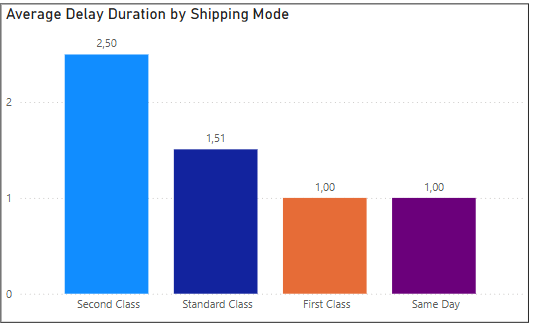 Average Delay Duration by Shipping Mode
2,50
2
1,51
1,00
1,00
1
0
Second Class
Standard Class
First Class
Same Day